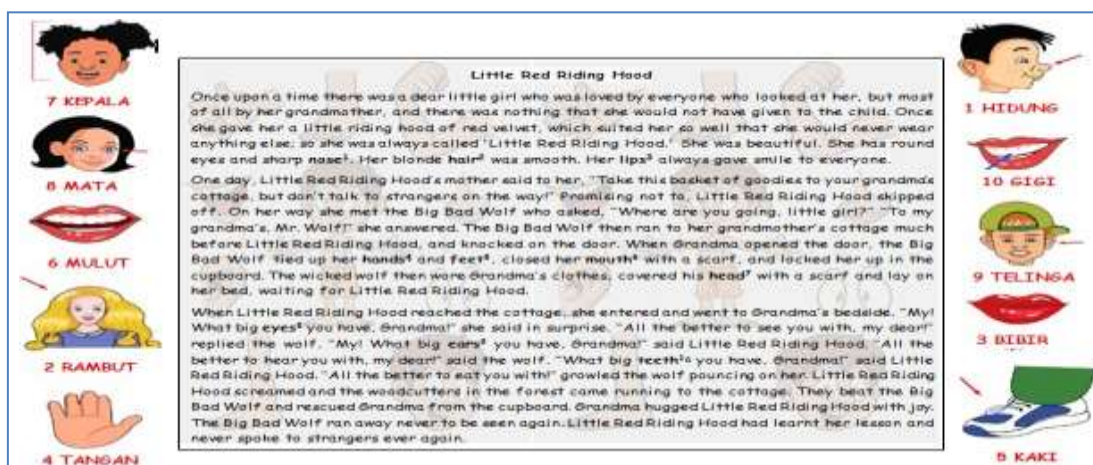 7 KEPALA
8 MATA
6 MULUT
2 RAMBUT
4 TANGAN
Little Red Riding Hood
Once upon a time there was a dear little girl who was loved by everyone who looked at her, but most
of all by her grandmother, and there was nothing that she would not have given to the child. Once
she gave her a little riding hood of red velvet, which suited her so well that she would never wear
anything else; so she was always called 'Little Red Riding Hood.' She was beautiful. She has round
eyes and sharp nose¹. Her blonde hair² was smooth. Her lips³ always gave smile to everyone.
One day, Little Red Riding Hood's mother said to her, "Take this basket of goodies to your grandma's
cottage, but don't talk to strangers on the way!" Promising not to, Little Red Riding Hood skipped
off. On her way she met the Big Bad Wolf who asked, "Where are you going, little girl?" "To my
grandma's, Mr. Wolf!" she answered. The Big Bad Wolf then ran to her grandmother's cottage much
before Little Red Riding Hood, and knocked on the door. When Grandma opened the door, the Big
Bad Wolf tied up her hands⁴ and feet⁵, closed her mouth⁶ with a scarf, and locked her up in the
cupboard. The wicked wolf then wore Grandma's clothes, covered his head⁷ with a scarf and lay on
her bed, waiting for Little Red Riding Hood.
When Little Red Riding Hood reached the cottage, she entered and went to Grandma's bedside. "My!
What big eyes⁸ you have, Grandma!" she said in surprise. "All the better to see you with, my dear!"
replied the wolf. "My! What big ears⁹ you have, Grandma!" said Little Red Riding Hood. "All the
better to hear you with, my dear!" said the wolf. "What big teeth¹⁰ you have, Grandma!" said Little
Red Riding Hood. "All the better to eat you with!" growled the wolf pouncing on her. Little Red Riding
Hood screamed and the woodcutters in the forest came running to the cottage. They beat the Big
Bad Wolf and rescued Grandma from the cupboard. Grandma hugged Little Red Riding Hood with joy.
The Big Bad Wolf ran away never to be seen again. Little Red Riding Hood had learnt her lesson and
never spoke to strangers ever again.
1 HIDUNG
10 GIGI
9 TELINGA
3 BIBIR
5 KAKI